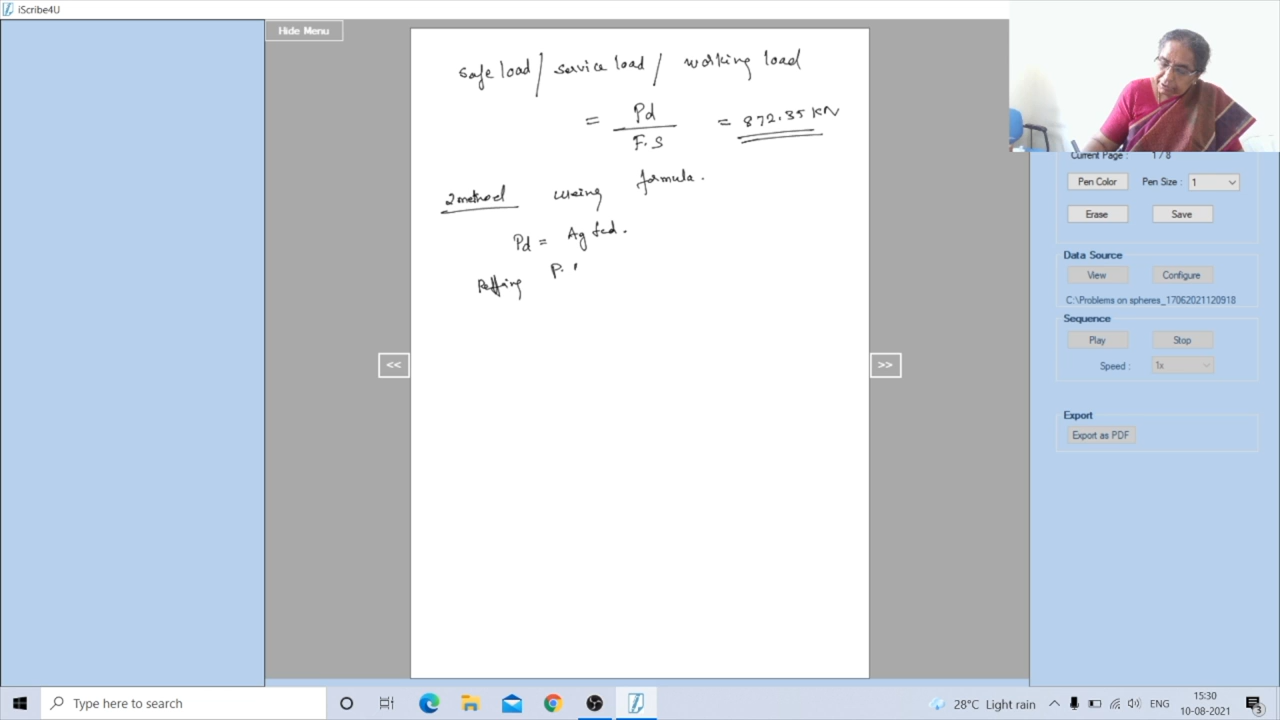 iScribe4U
Hide Menu
safe load / service load / working load
= Pd / F.S = 872.35 KN
2 method using formula.
Pd = Ag fcd.
P.
<<
>>
Current Page : 1 / 8
Pen Color Pen Size : 1
Erase Save
Data Source
View Configure
C:\Problems on spheres_17062021120918
Sequence
Play Stop
Speed : 1x
Export
Export as PDF
Type here to search
28°C Light rain ENG 15:30
10-08-2021 3